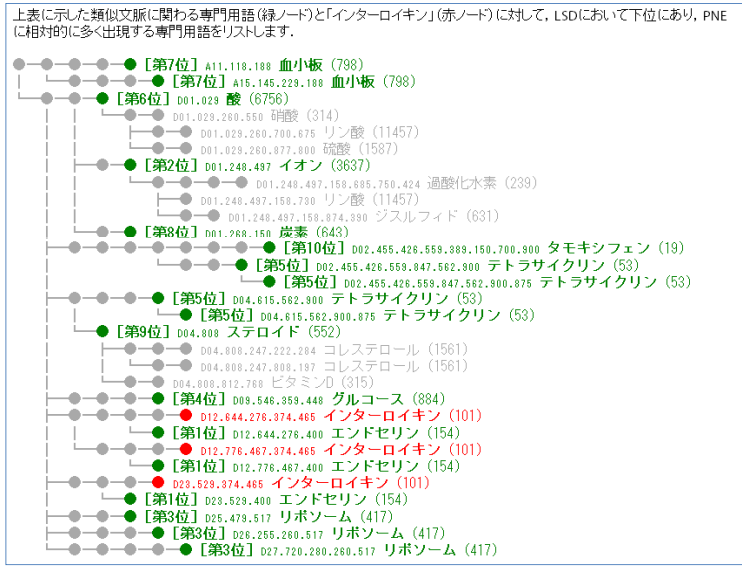 上表に示した類似文脈に関わる専門用語(緑ノード)と「インターロイキン」(赤ノード)に対して，LSDにおいて下位にあり，PNE
に相対的に多く出現する専門用語をリストします．
[第7位] A11.118.188 血小板 (798)
[第7位] A15.145.229.188 血小板 (798)
[第6位] D01.029 酸 (6756)
D01.029.260.550 硝酸 (314)
D01.029.260.700.675 リン酸 (11457)
D01.029.260.877.800 硫酸 (1587)
[第2位] D01.248.497 イオン (3637)
D01.248.497.158.685.750.424 過酸化水素 (239)
D01.248.497.158.730 リン酸 (11457)
D01.248.497.158.874.390 ジスルフィド (631)
[第8位] D01.268.150 炭素 (643)
[第10位] D02.455.426.559.389.150.700.900 タモキシフェン (19)
[第5位] D02.455.426.559.847.562.900 テトラサイクリン (53)
[第5位] D02.455.426.559.847.562.900.875 テトラサイクリン (53)
[第5位] D04.615.562.900 テトラサイクリン (53)
[第5位] D04.615.562.900.875 テトラサイクリン (53)
[第9位] D04.808 ステロイド (552)
D04.808.247.222.284 コレステロール (1561)
D04.808.247.808.197 コレステロール (1561)
D04.808.812.768 ビタミンD (315)
[第4位] D09.546.359.448 グルコース (884)
D12.644.276.374.465 インターロイキン (101)
[第1位] D12.644.276.400 エンドセリン (154)
D12.776.467.374.465 インターロイキン (101)
[第1位] D12.776.467.400 エンドセリン (154)
D23.529.374.465 インターロイキン (101)
[第1位] D23.529.400 エンドセリン (154)
[第3位] D25.479.517 リポソーム (417)
[第3位] D26.255.260.517 リポソーム (417)
[第3位] D27.720.280.260.517 リポソーム (417)